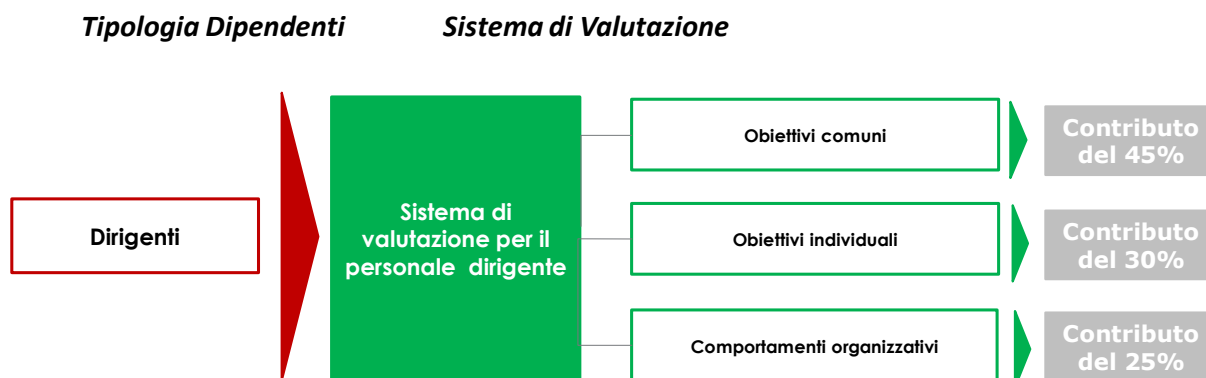 Tipologia Dipendenti
Sistema di Valutazione
Dirigenti
Sistema di
valutazione per il
personale dirigente
Obiettivi comuni
Contributo
del 45%
Obiettivi individuali
Contributo
del 30%
Comportamenti organizzativi
Contributo
del 25%